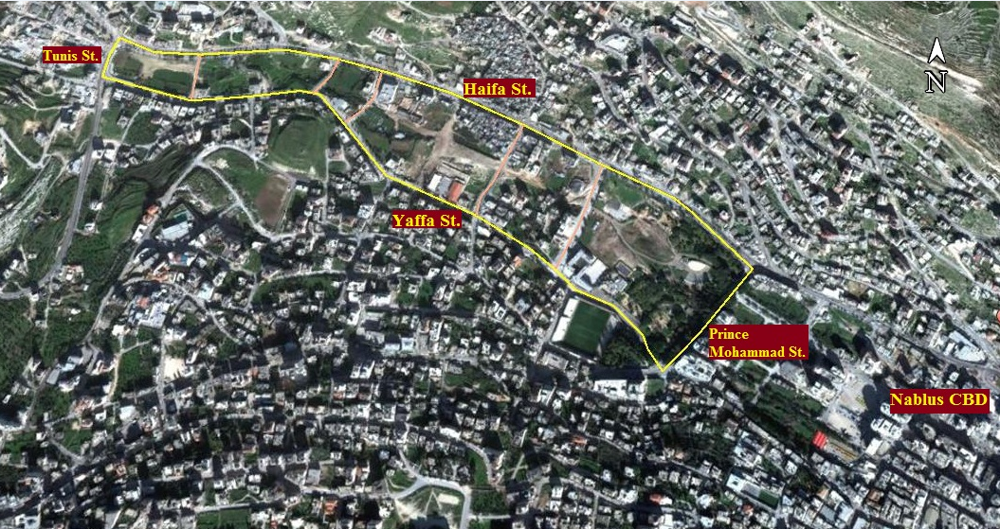 Tunis St.
Haifa St.
N
Yaffa St.
Prince
Mohammad St.
Nablus CBD